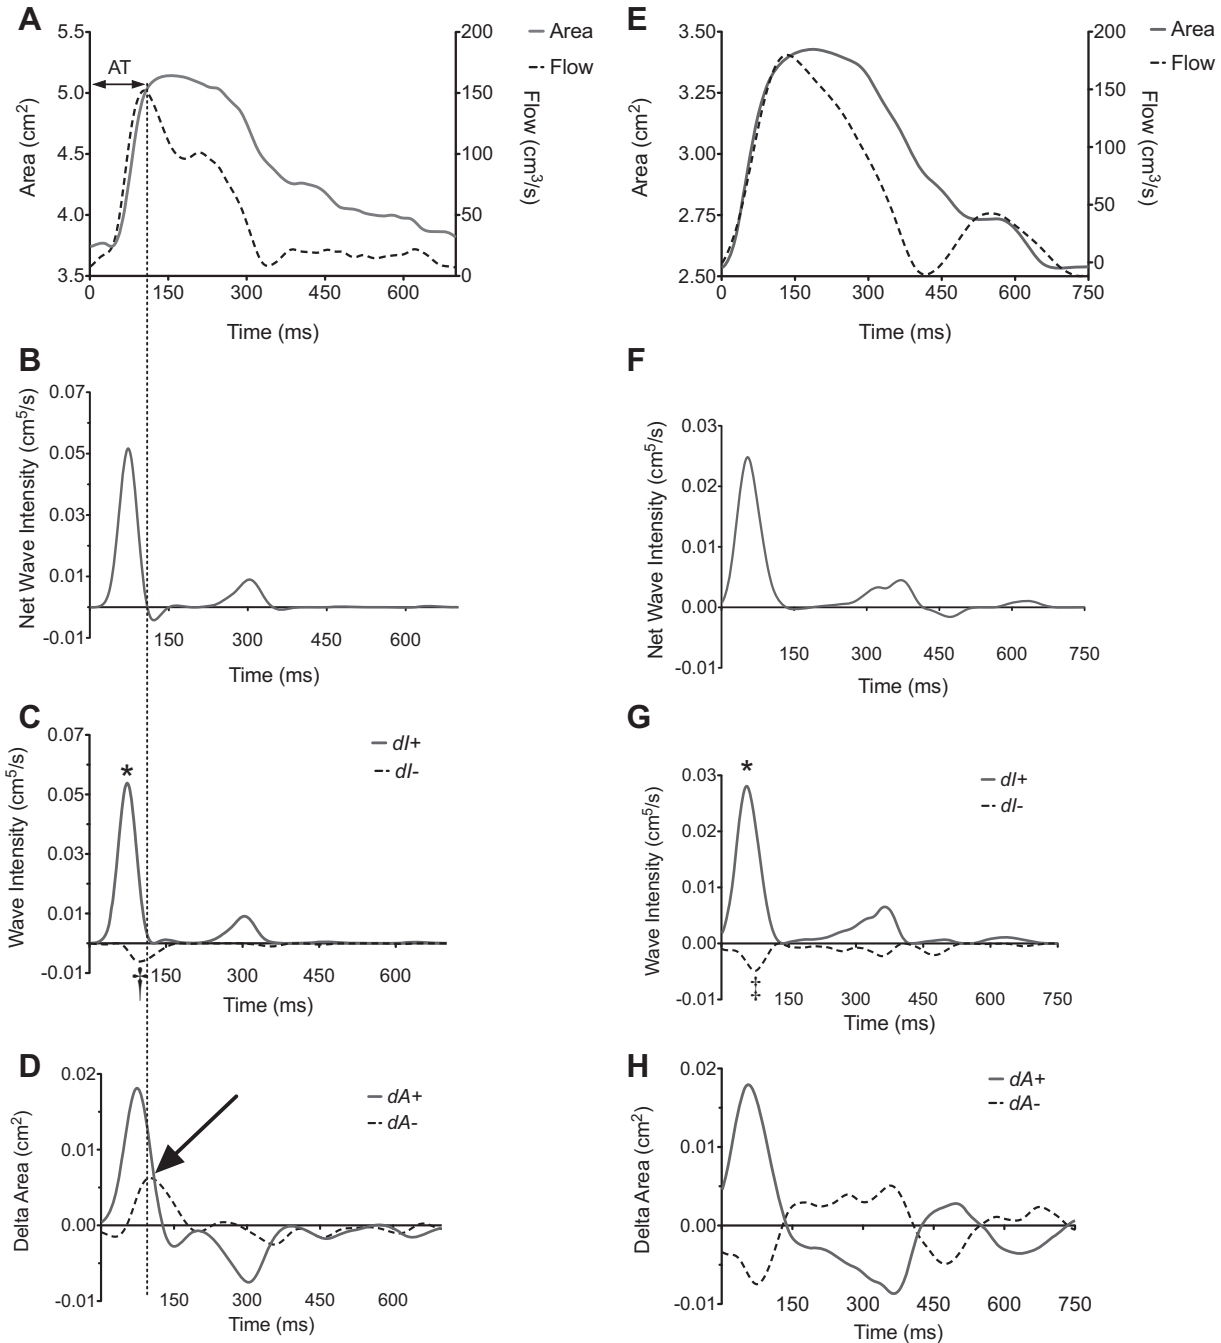 A
Area
Flow
AT
5.5
5.0
4.5
4.0
3.5
Area (cm²)
200
150
100
50
0
Flow (cm³/s)
0 150 300 450 600
Time (ms)
E
Area
Flow
3.50
3.25
3.00
2.75
2.50
Area (cm²)
200
150
100
50
0
Flow (cm³/s)
0 150 300 450 600 750
Time (ms)
B
0.07
0.05
0.03
0.01
-0.01
Net Wave Intensity (cm⁵/s)
150 300 450 600
Time (ms)
F
0.03
0.02
0.01
0.00
-0.01
Net Wave Intensity (cm⁵/s)
150 300 450 600 750
Time (ms)
C
0.07
0.05
0.03
0.01
-0.01
Wave Intensity (cm⁵/s)
dI+
dI-
*
†
150 300 450 600
Time (ms)
G
0.03
0.02
0.01
0.00
-0.01
Wave Intensity (cm⁵/s)
dI+
dI-
*
‡
150 300 450 600 750
Time (ms)
D
0.02
0.01
0.00
-0.01
Delta Area (cm²)
dA+
dA-
150 300 450 600
Time (ms)
H
0.02
0.01
0.00
-0.01
Delta Area (cm²)
dA+
dA-
150 300 450 600 750
Time (ms)